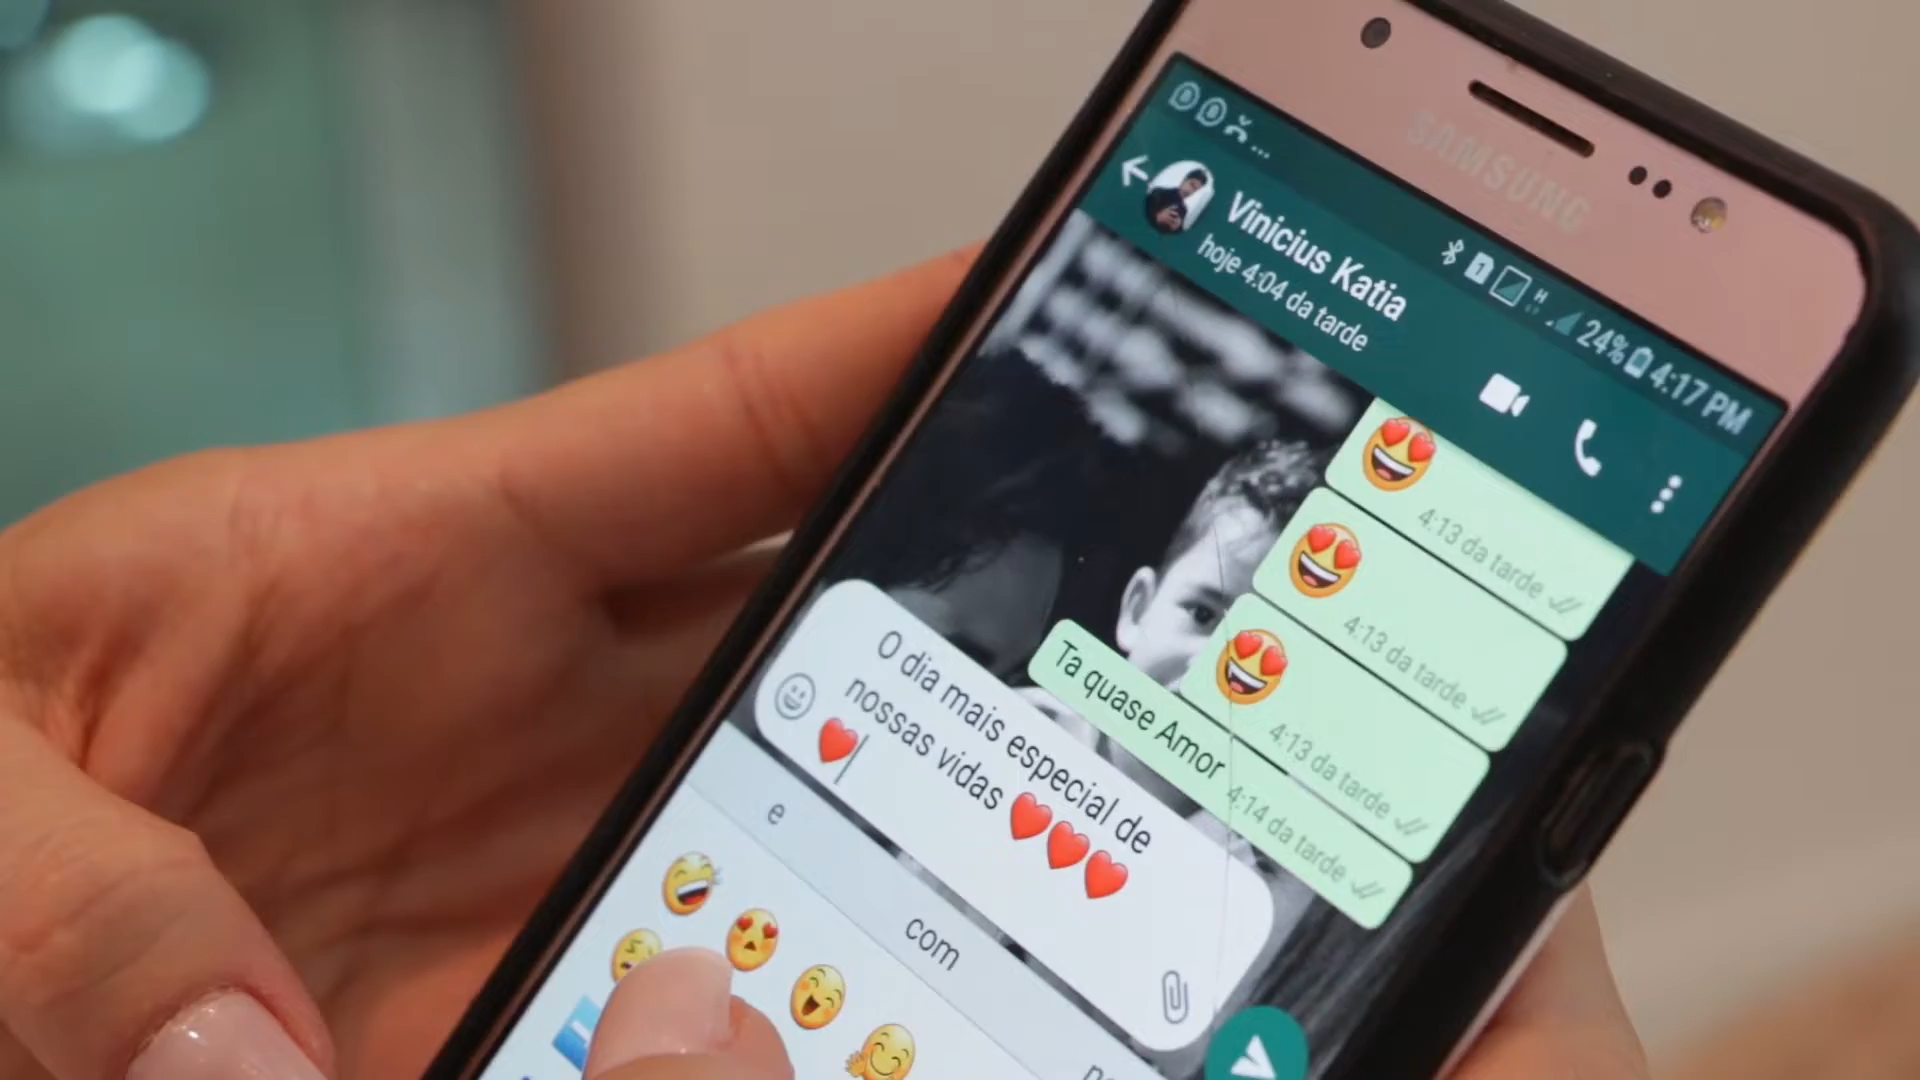 SAMSUNG
24% 4:17 PM
Vinicius Katia
hoje 4:04 da tarde
4:13 da tarde
4:13 da tarde
4:13 da tarde
Ta quase Amor 4:14 da tarde
O dia mais especial de
nossas vidas ❤️❤️❤️
❤️
e
com